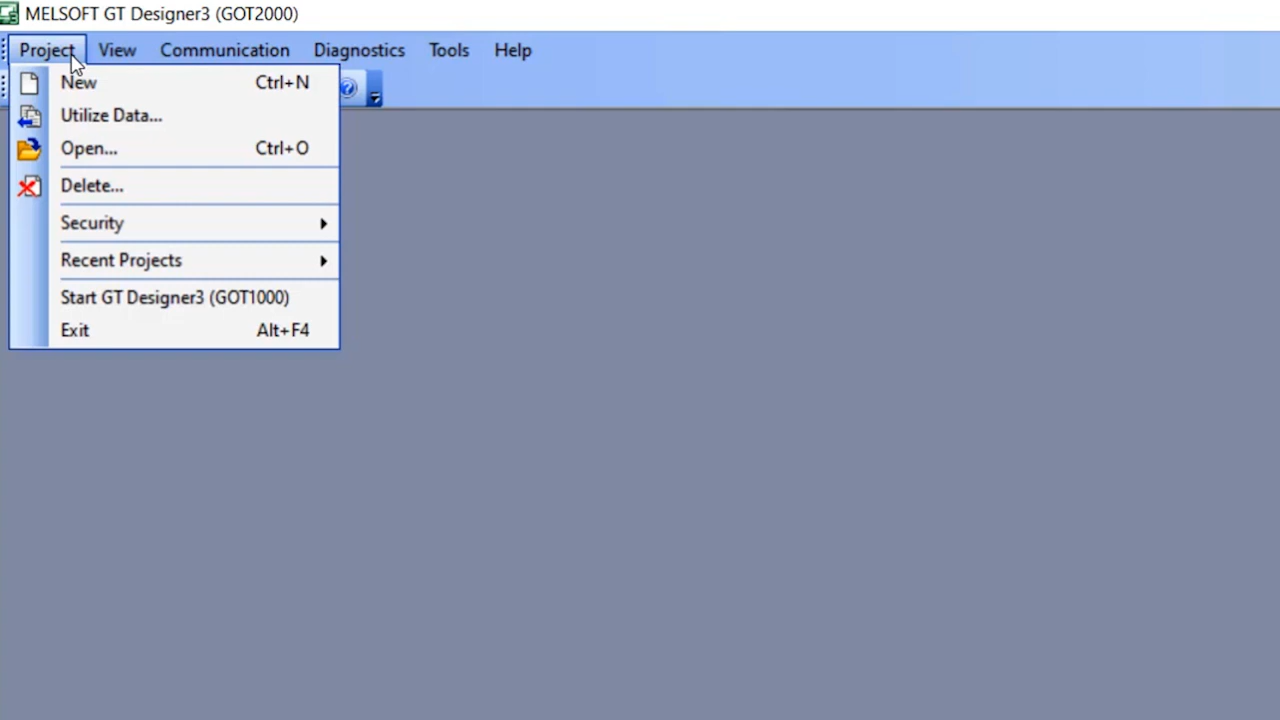 MELSOFT GT Designer3 (GOT2000)
Project View Communication Diagnostics Tools Help
New Ctrl+N
Utilize Data...
Open... Ctrl+O
Delete...
Security
Recent Projects
Start GT Designer3 (GOT1000)
Exit Alt+F4